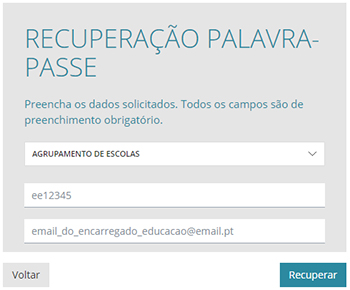 RECUPERAÇÃO PALAVRA-
PASSE
Preencha os dados solicitados. Todos os campos são de
preenchimento obrigatório.
AGRUPAMENTO DE ESCOLAS
ee12345
email_do_encarregado_educacao@email.pt
Voltar
Recuperar